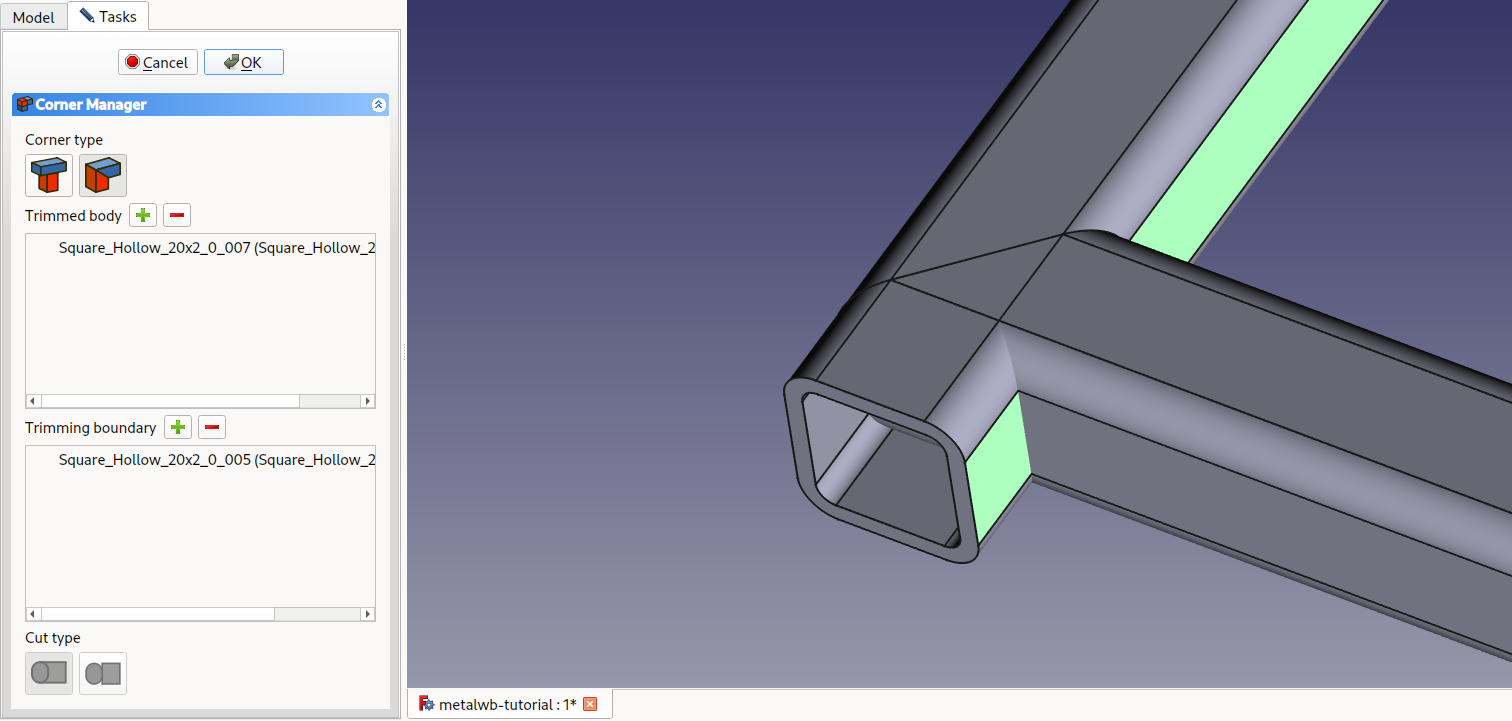 Model
Tasks
Cancel
OK
Corner Manager
Corner type
Trimmed body
Square_Hollow_20x2_0_007 (Square_Hollow_2
Trimming boundary
Square_Hollow_20x2_0_005 (Square_Hollow_2
Cut type
metalwb-tutorial : 1*